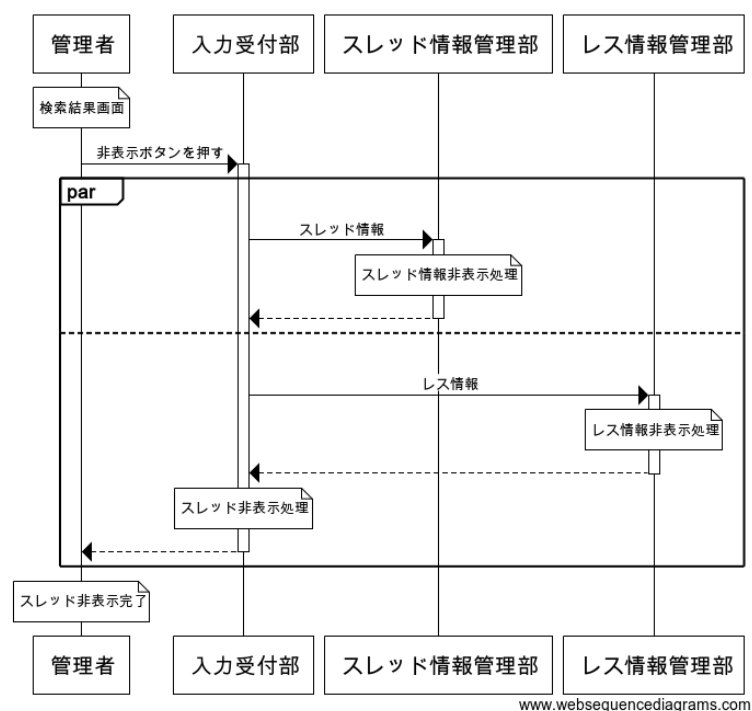 管理者
入力受付部
スレッド情報管理部
レス情報管理部
検索結果画面
非表示ボタンを押す
par
スレッド情報
スレッド情報非表示処理
レス情報
レス情報非表示処理
スレッド非表示処理
スレッド非表示完了
管理者
入力受付部
スレッド情報管理部
レス情報管理部
www.websequencediagrams.com